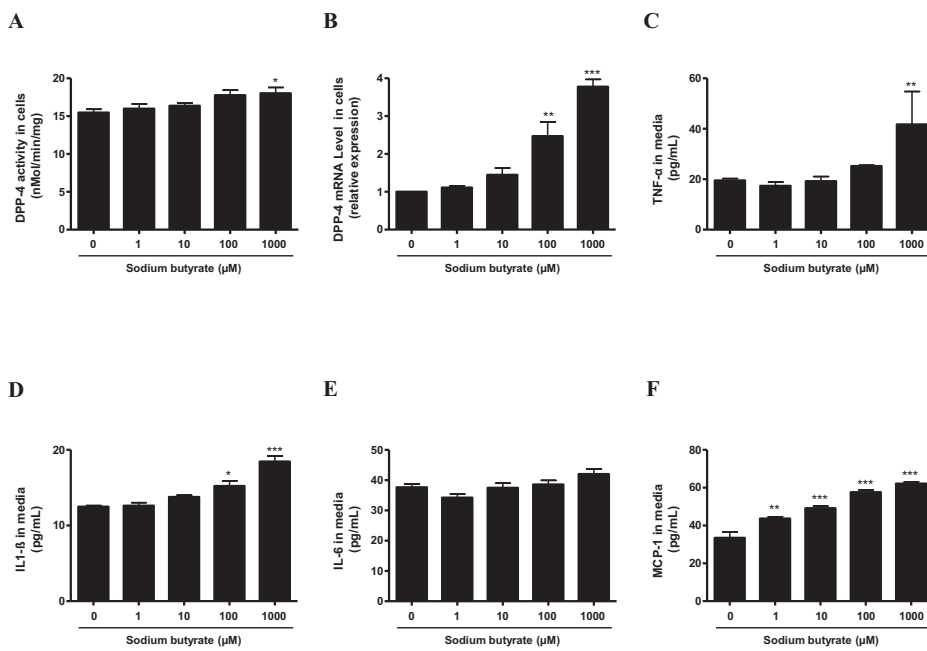 A
DPP-4 activity in cells
(nMol/min/mg)
20
15
10
5
0
*
0 1 10 100 1000
Sodium butyrate (µM)
B
DPP-4 mRNA Level in cells
(relative expression)
4
3
2
1
0
**
***
0 1 10 100 1000
Sodium butyrate (µM)
C
TNF-α in media
(pg/mL)
60
40
20
0
**
0 1 10 100 1000
Sodium butyrate (µM)
D
IL1-ß in media
(pg/mL)
20
10
0
*
***
0 1 10 100 1000
Sodium butyrate (µM)
E
IL-6 in media
(pg/mL)
50
40
30
20
10
0
0 1 10 100 1000
Sodium butyrate (µM)
F
MCP-1 in media
(pg/mL)
80
60
40
20
0
**
***
***
***
0 1 10 100 1000
Sodium butyrate (µM)